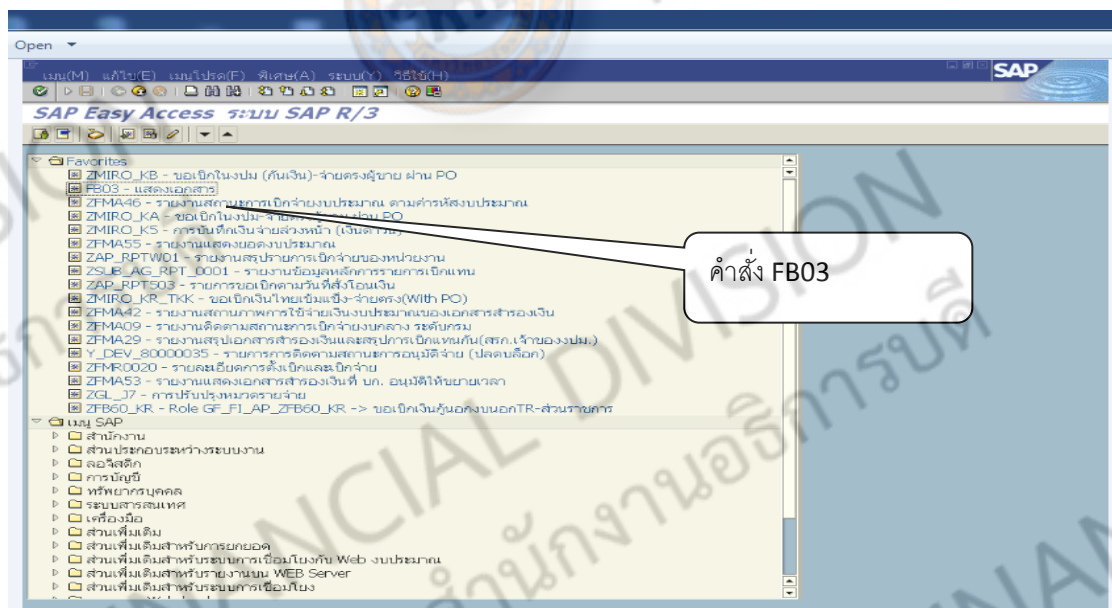 Open
เมนู(M) แก้ไข(E) เมนูโปรด(F) พิเศษ(A) ระบบ(Y) วิธีใช้(H)
SAP
SAP Easy Access ระบบ SAP R/3
Favorites
ZMIRO_KB - ขอเบิกในงปม (กันเงิน)-จ่ายตรงผู้ขาย ผ่าน PO
FB03 - แสดงเอกสาร
ZFMA46 - รายงานสถานะการเบิกจ่ายงบประมาณ ตามค่ารหัสงบประมาณ
ZMIRO_KA - ขอเบิกในงปม-จ่ายตรงผู้ขาย ผ่าน PO
ZMIRO_K5 - การบันทึกเงินจ่ายล่วงหน้า
ZFMA55 - รายงานแสดงยอดงบประมาณ
ZAP_RPTW01 - รายงานสรุปรายการเบิกจ่ายของหน่วยงาน
ZSUB_AG_RPT_0001 - รายงานข้อมูลหลักการรายการเบิกแทน
ZAP_RPT503 - รายการขอเบิกตามวันที่สั่งโอนเงิน
ZMIRO_KR_TKK - ขอเบิกเงินไทยเข้มแข็ง-จ่ายตรง(With PO)
ZFMA42 - รายงานสถานภาพการใช้จ่ายเงินงบประมาณของเอกสารสำรองเงิน
ZFMA09 - รายงานติดตามสถานะการเบิกจ่ายงบกลาง ระดับกรม
ZFMA29 - รายงานสรุปเอกสารสำรองเงินและสรุปการเบิกแทนกัน(สรก.เจ้าของงปม.)
Y_DEV_80000035 - รายการการติดตามสถานะการอนุมัติจ่าย (ปลดบล็อก)
ZFMR0020 - รายละเอียดการตั้งเบิกและเบิกจ่าย
ZFMA53 - รายงานแสดงเอกสารสำรองเงินที่ บก. อนุมัติให้ขยายเวลา
ZGL_J7 - การปรับปรุงหมวดรายจ่าย
ZFB60_KR - Role GF_FI_AP_ZFB60_KR -> ขอเบิกเงินกู้นอกงบนอกTR-ส่วนราชการ
คำสั่ง FB03
เมนู SAP
สำนักงาน
ส่วนประกอบระหว่างระบบงาน
ลอจิสติก
การบัญชี
ทรัพยากรบุคคล
ระบบสารสนเทศ
เครื่องมือ
ส่วนเพิ่มเติม
ส่วนเพิ่มเติมสำหรับการยกยอด
ส่วนเพิ่มเติมสำหรับระบบการเชื่อมโยงกับ Web งบประมาณ
ส่วนเพิ่มเติมสำหรับรายงานบน WEB Server
ส่วนเพิ่มเติมสำหรับระบบการเชื่อมโยง